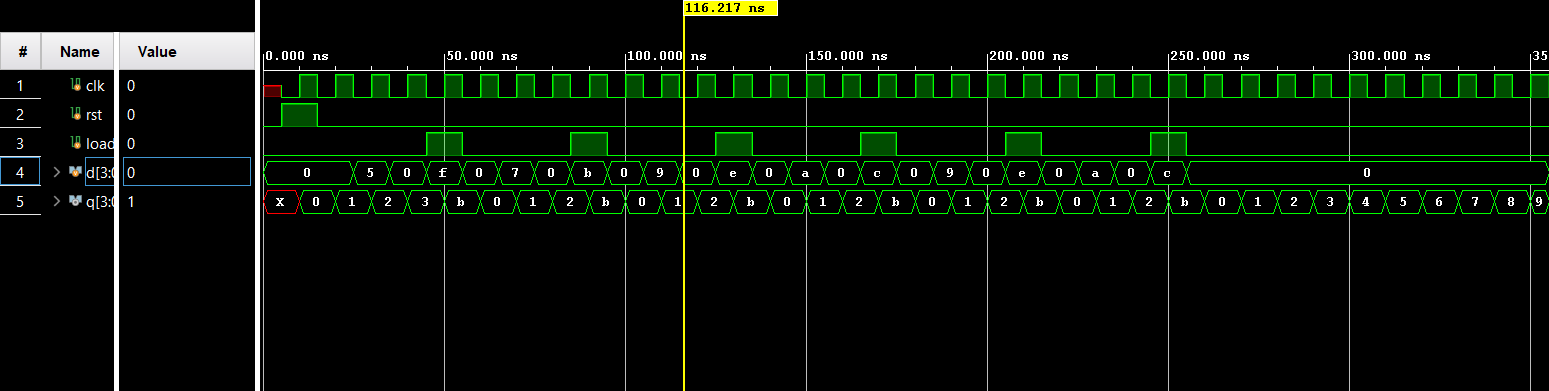 116.217 ns
# Name Value
0.000 ns 50.000 ns 100.000 ns 150.000 ns 200.000 ns 250.000 ns 300.000 ns 35
1 clk 0
2 rst 0
3 load 0
4 d[3:0 0 0 5 0 f 0 7 0 b 0 9 0 e 0 a 0 c 0 9 0 e 0 a 0 c 0
5 q[3:0 1 X 0 1 2 3 b 0 1 2 b 0 1 2 b 0 1 2 b 0 1 2 b 0 1 2 b 0 1 2 3 4 5 6 7 8 9